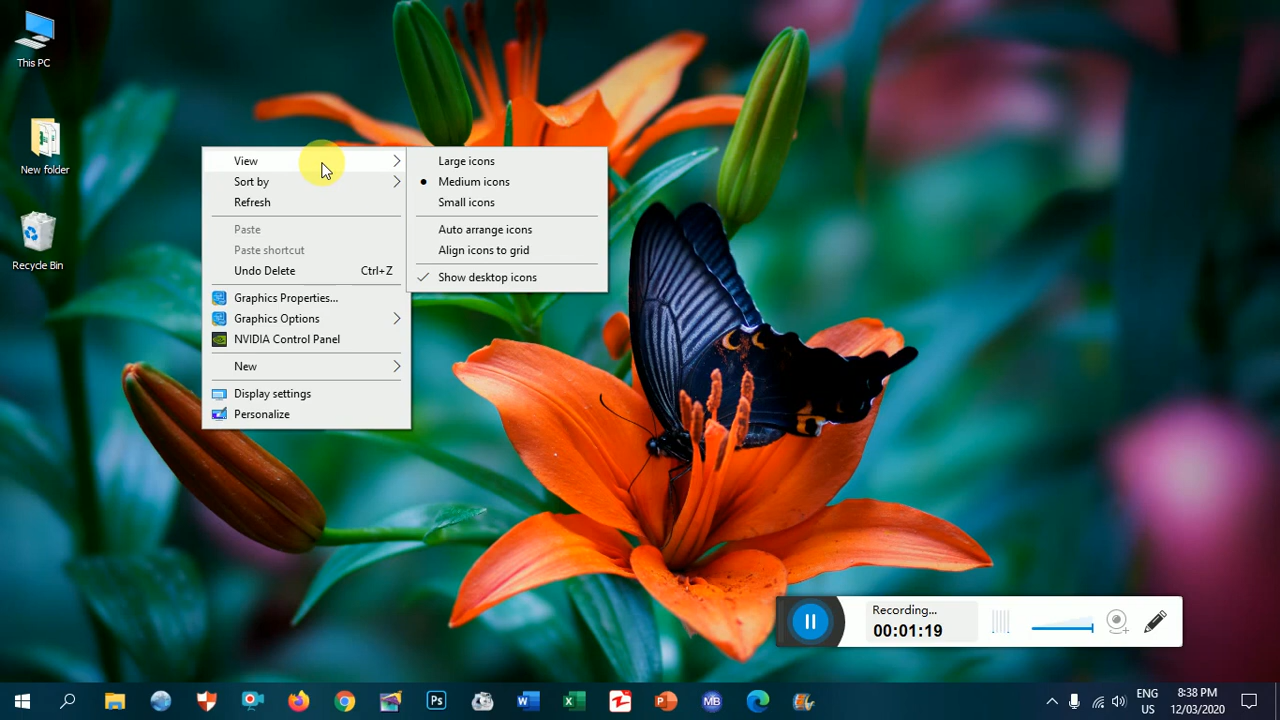 This PC
New folder
Recycle Bin
View
Sort by
Refresh
Paste
Paste shortcut
Undo Delete Ctrl+Z
Graphics Properties...
Graphics Options
NVIDIA Control Panel
New
Display settings
Personalize
Large icons
Medium icons
Small icons
Auto arrange icons
Align icons to grid
Show desktop icons
Recording...
00:01:19
Ps
W
X
P
MB
ENG
US
8:38 PM
12/03/2020